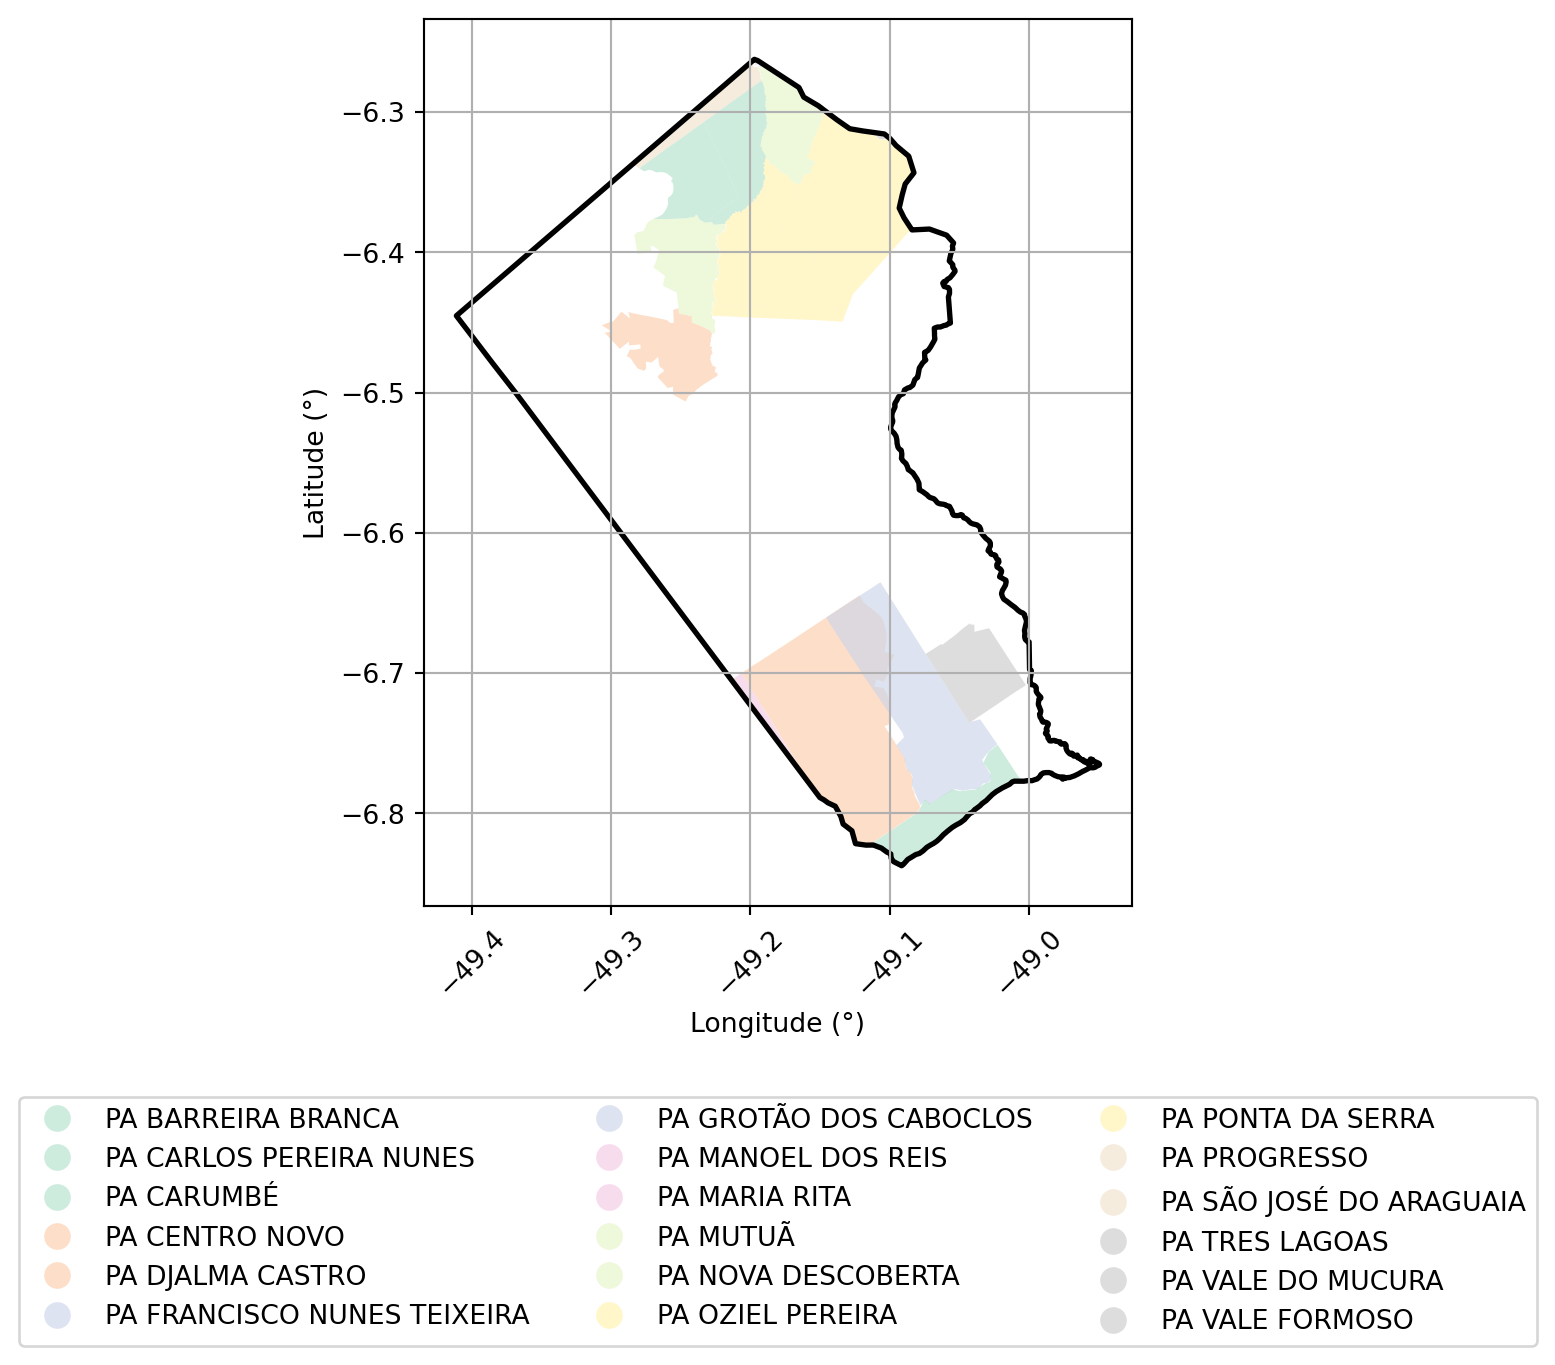 −6.3
−6.4
−6.5
−6.6
−6.7
−6.8
Latitude (°)
−49.4
−49.3
−49.2
−49.1
−49.0
Longitude (°)
PA BARREIRA BRANCA
PA CARLOS PEREIRA NUNES
PA CARUMBÉ
PA CENTRO NOVO
PA DJALMA CASTRO
PA FRANCISCO NUNES TEIXEIRA
PA GROTÃO DOS CABOCLOS
PA MANOEL DOS REIS
PA MARIA RITA
PA MUTUÃ
PA NOVA DESCOBERTA
PA OZIEL PEREIRA
PA PONTA DA SERRA
PA PROGRESSO
PA SÃO JOSÉ DO ARAGUAIA
PA TRES LAGOAS
PA VALE DO MUCURA
PA VALE FORMOSO